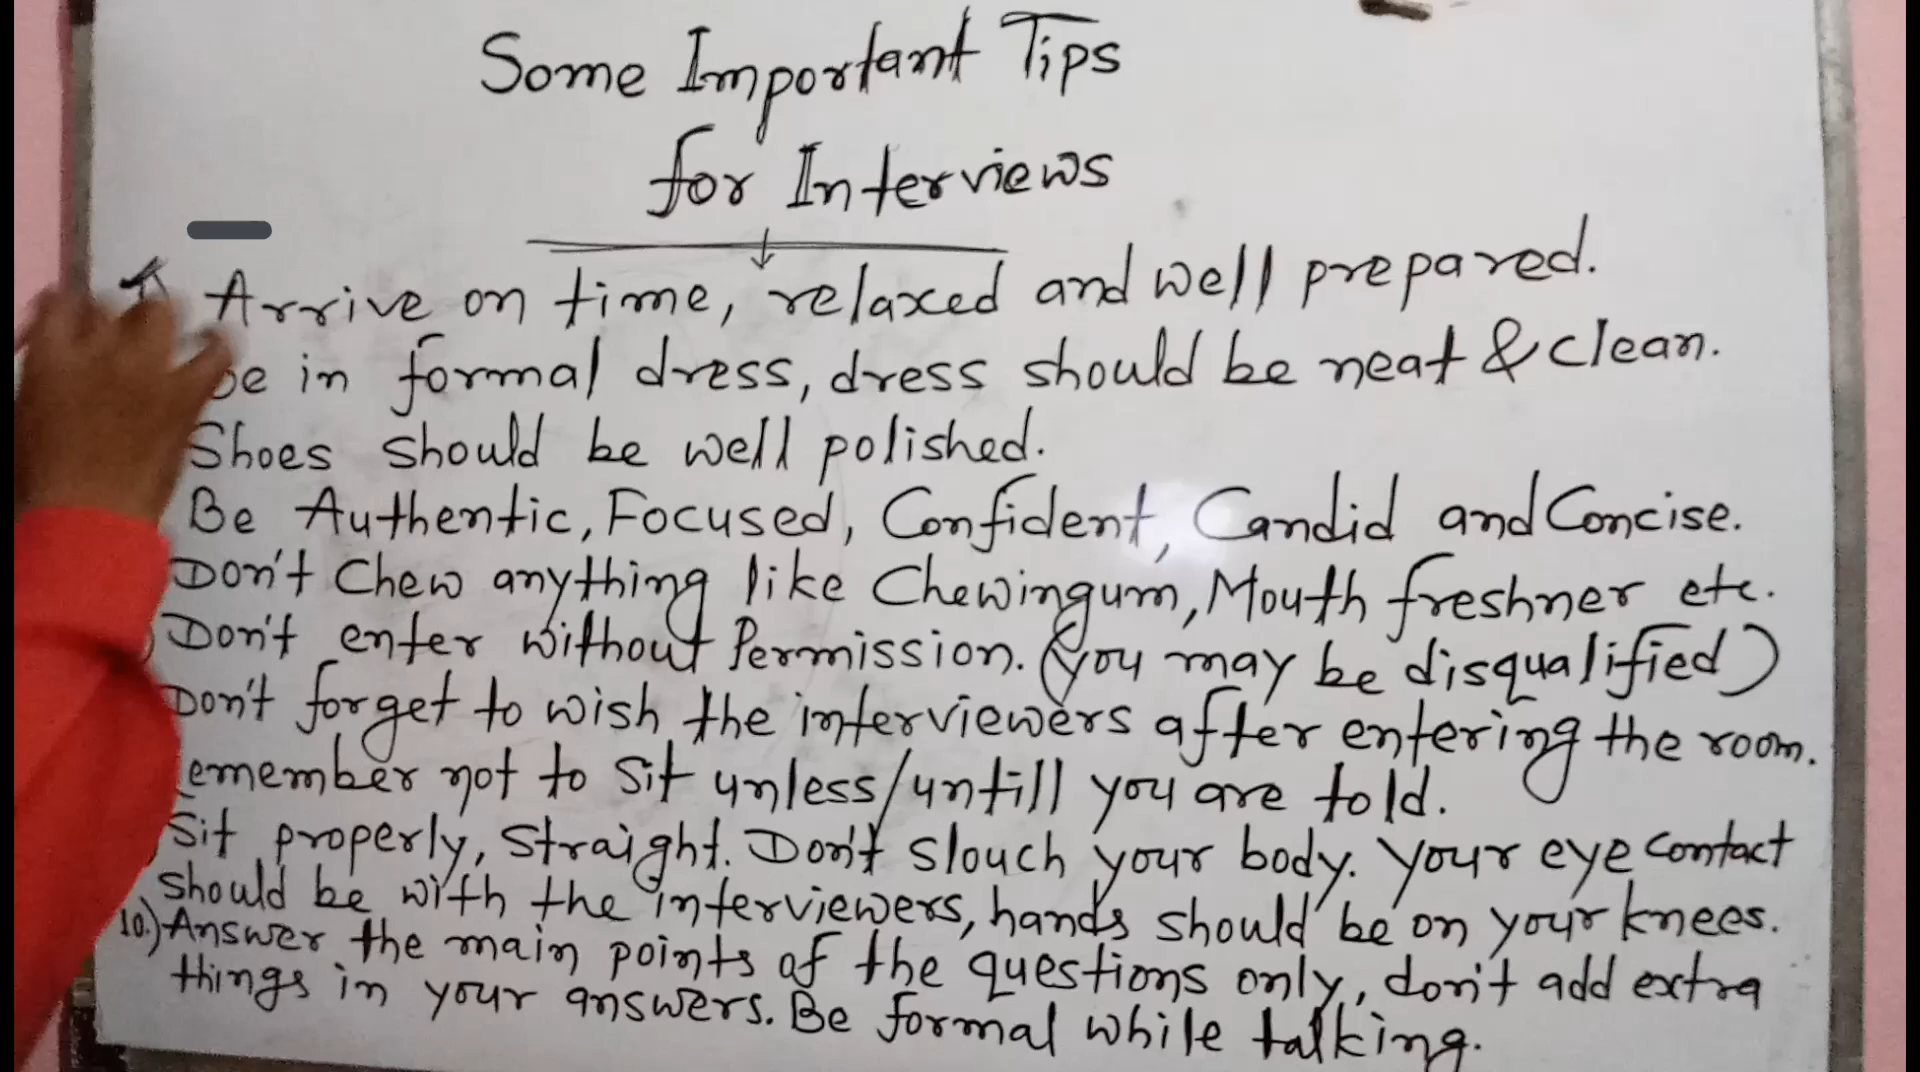 Some Important Tips
for Interviews
Arrive on time, relaxed and well prepared.
be in formal dress, dress should be neat & clean.
Shoes should be well polished.
Be Authentic, Focused, Confident, Candid and Concise.
Don't Chew anything like Chewingum, Mouth freshner etc.
Don't enter without Permission. (you may be disqualified)
Don't forget to wish the interviewers after entering the room.
emember not to sit unless/untill you are told.
Sit properly, straight. Don't slouch your body. Your eye contact
should be with the interviewers, hands should be on your knees.
10.) Answer the main points of the questions only, don't add extra
things in your answers. Be formal while talking.